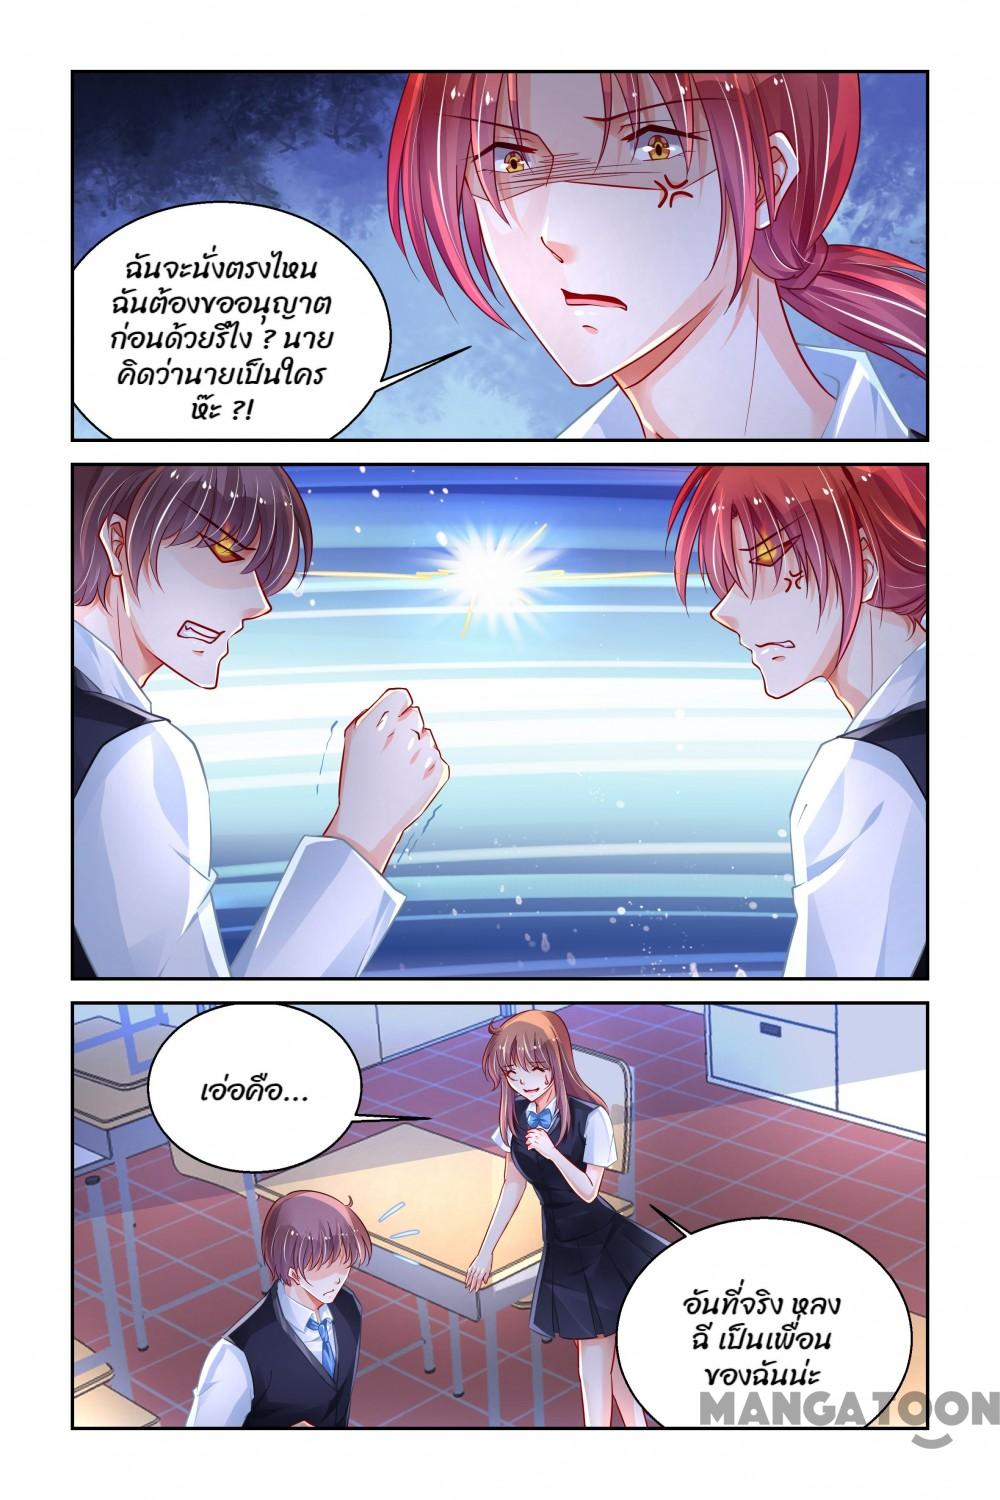 ฉันจะนั่งตรงไหน
ฉันต้องขออนุญาต
ก่อนด้วยรึไง ? นาย
คิดว่านายเป็นใคร
ห๊ะ ?!
เอ่อคือ...
อันที่จริง หลง
ฉี เป็นเพื่อน
ของฉันน่ะ
MANGATOON